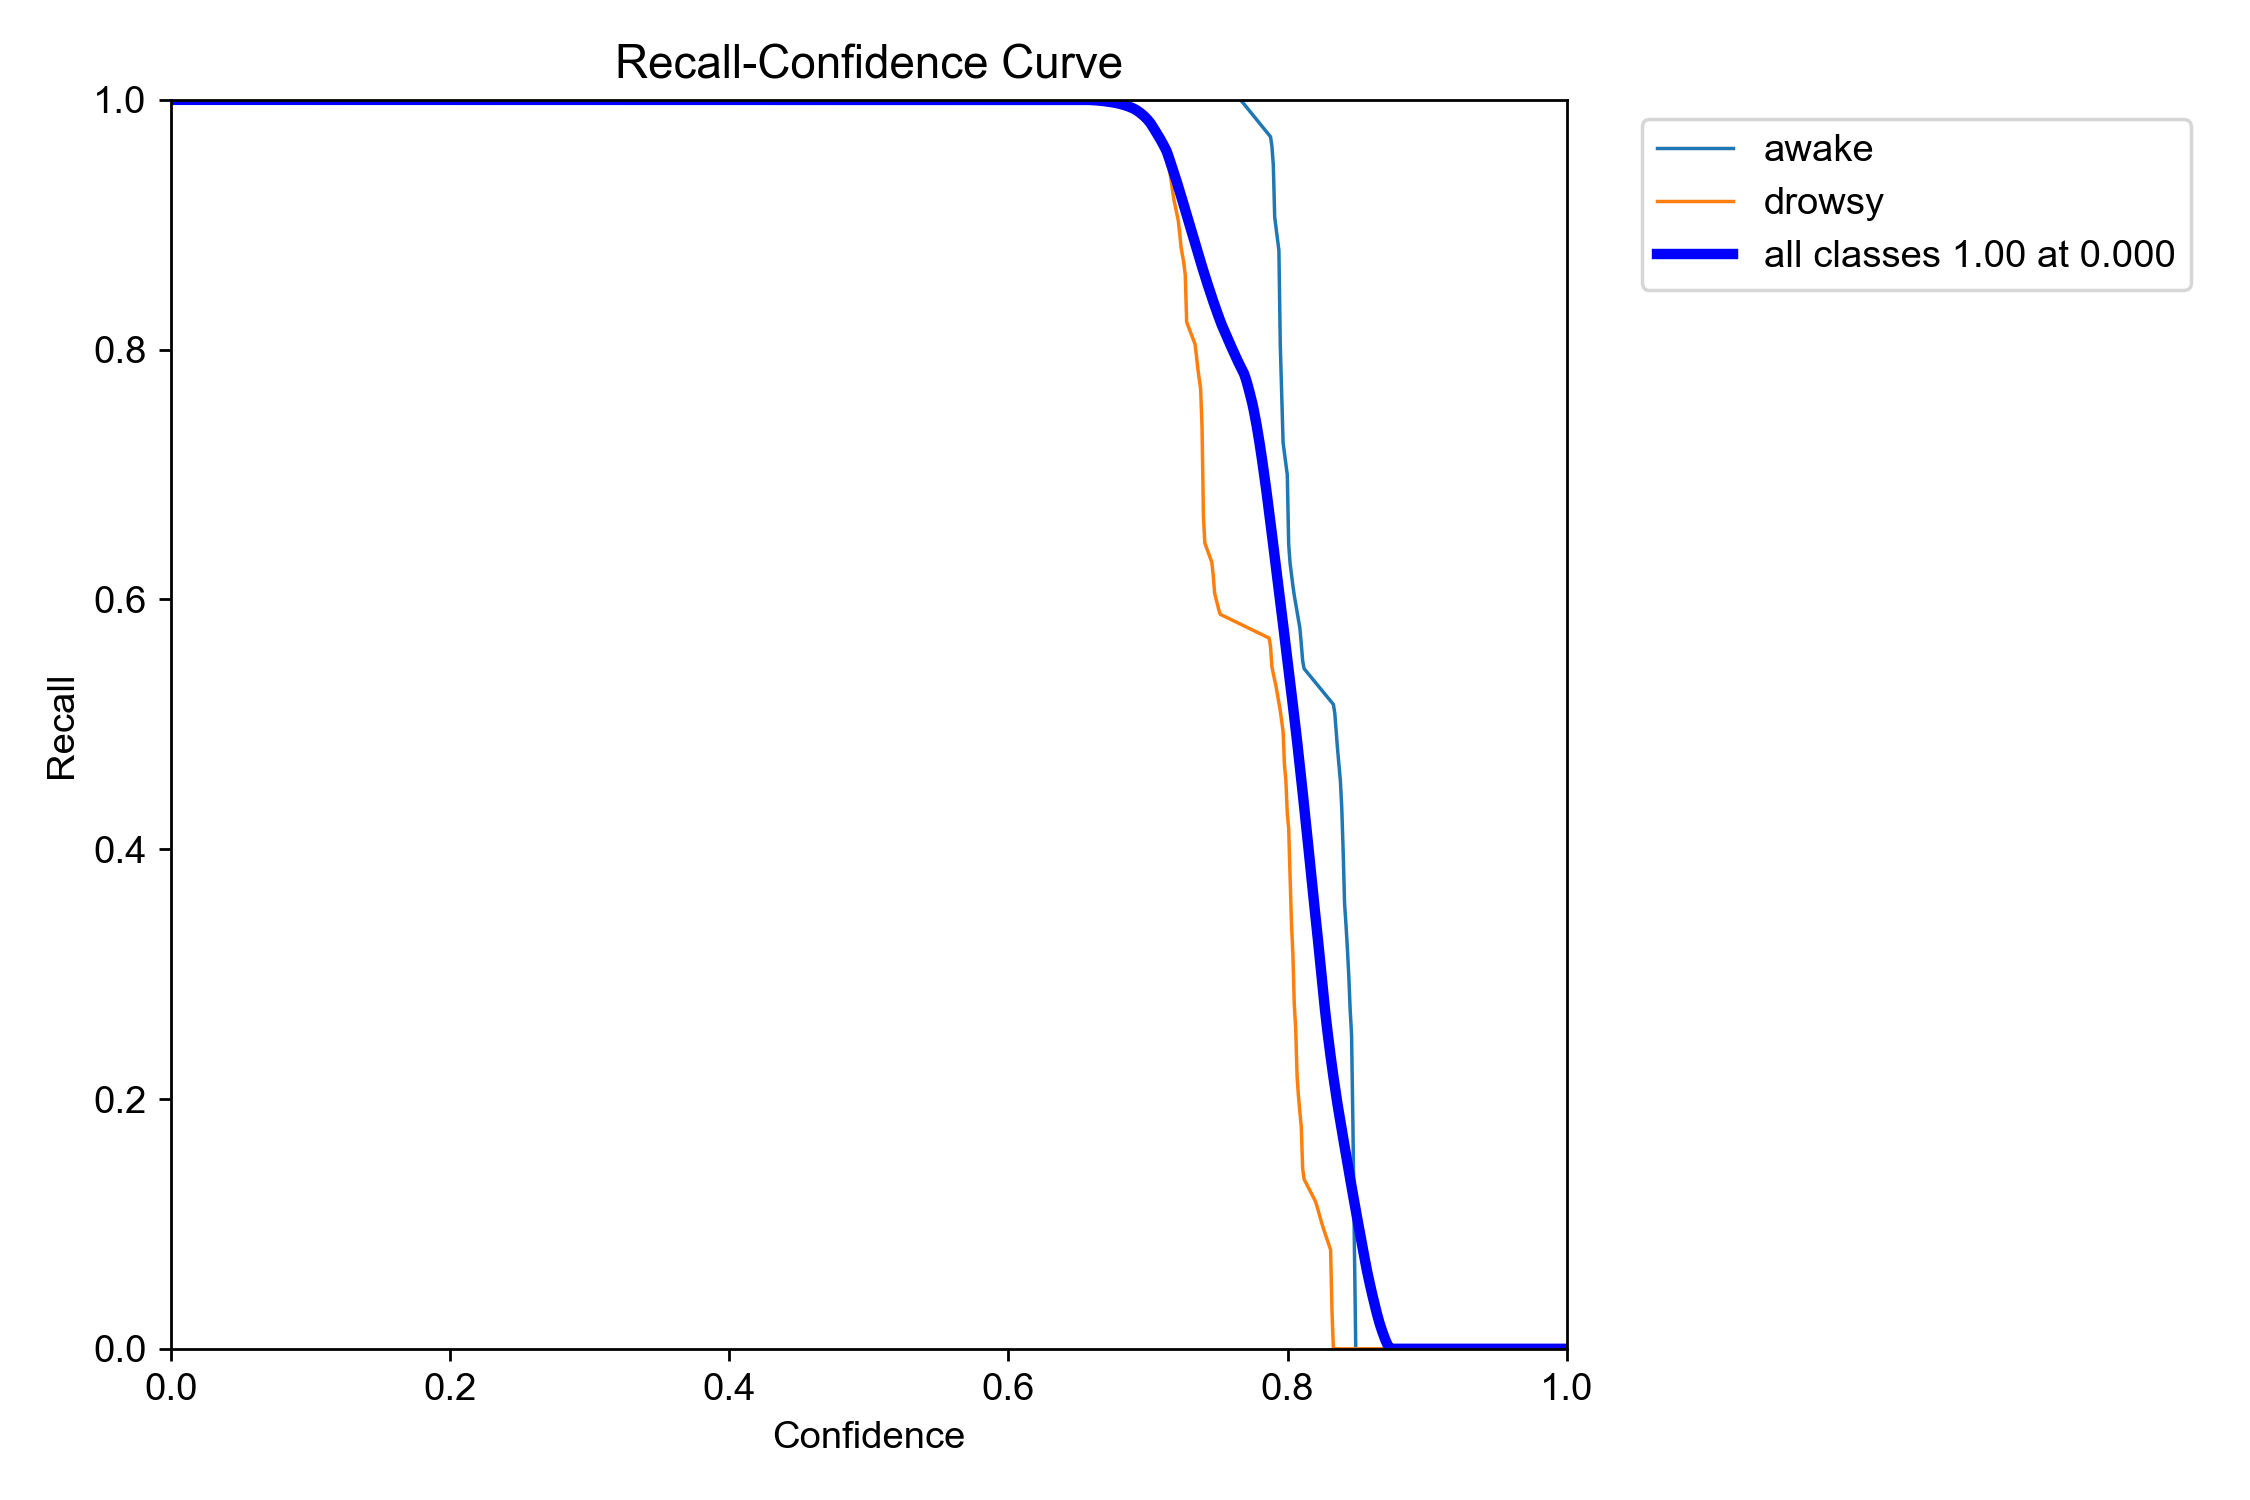 Recall-Confidence Curve
1.0
0.8
0.6
0.4
0.2
0.0
Recall
0.0 0.2 0.4 0.6 0.8 1.0
Confidence
awake
drowsy
all classes 1.00 at 0.000